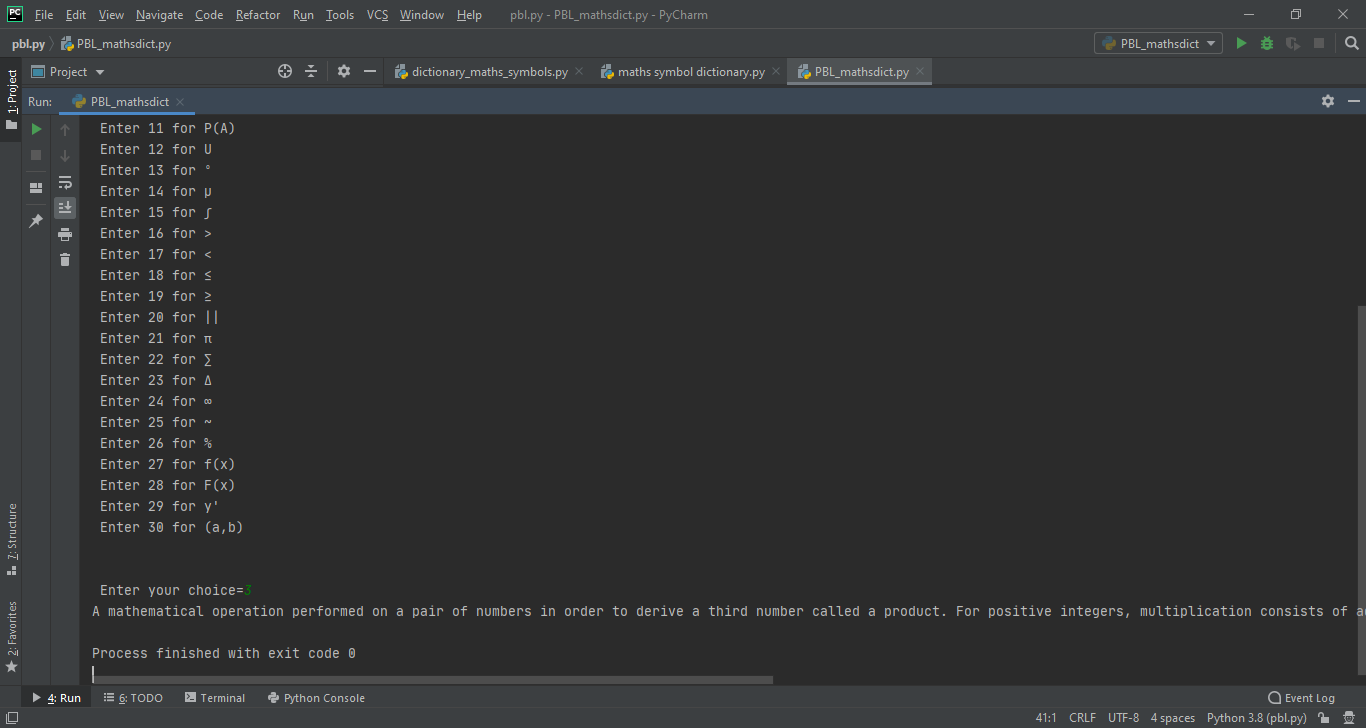 PC File Edit View Navigate Code Refactor Run Tools VCS Window Help pbl.py - PBL_mathsdict.py - PyCharm
pbl.py PBL_mathsdict.py PBL_mathsdict
Project dictionary_maths_symbols.py maths symbol dictionary.py PBL_mathsdict.py
1: Project
Run: PBL_mathsdict
Enter 11 for P(A)
Enter 12 for U
Enter 13 for °
Enter 14 for µ
Enter 15 for ∫
Enter 16 for >
Enter 17 for <
Enter 18 for ≤
Enter 19 for ≥
Enter 20 for ||
Enter 21 for π
Enter 22 for ∑
Enter 23 for Δ
Enter 24 for ∞
Enter 25 for ~
Enter 26 for %
Enter 27 for f(x)
Enter 28 for F(x)
Enter 29 for y'
Enter 30 for (a,b)
Enter your choice=3
A mathematical operation performed on a pair of numbers in order to derive a third number called a product. For positive integers, multiplication consists of
Process finished with exit code 0
7: Structure
2: Favorites
4: Run 6: TODO Terminal Python Console Event Log
41:1 CRLF UTF-8 4 spaces Python 3.8 (pbl.py)